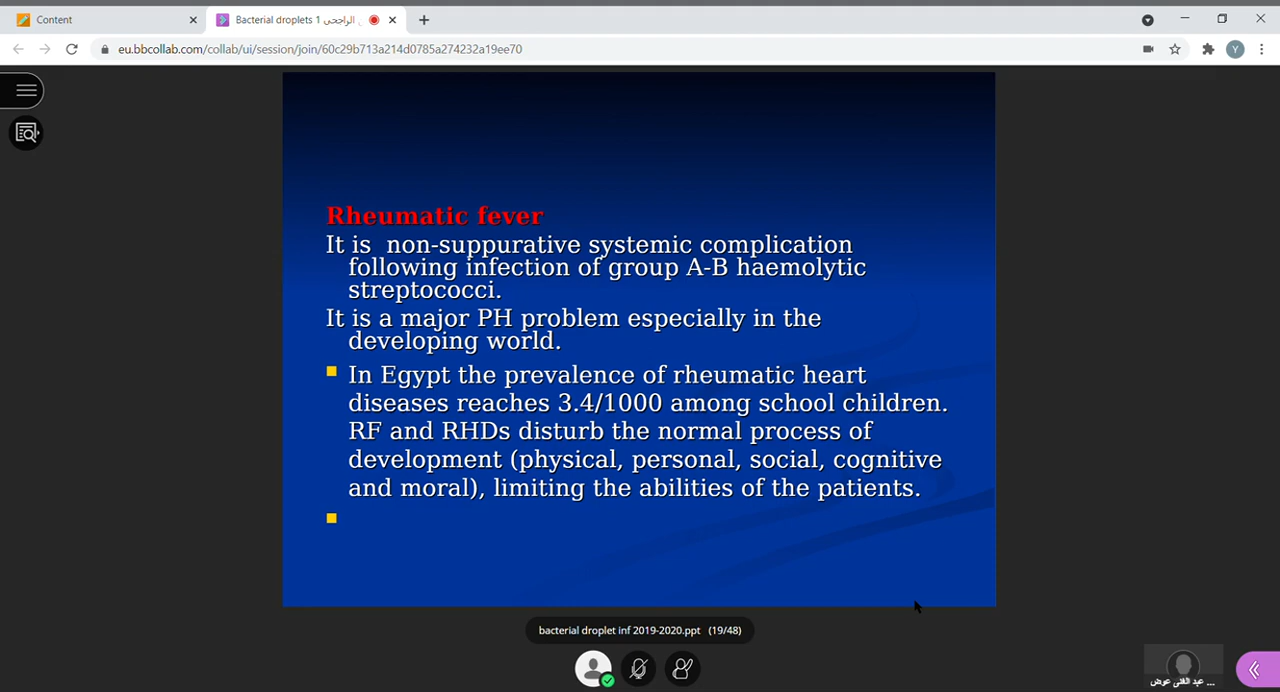 Content
Bacterial droplets 1 الراجحى
eu.bbcollab.com/collab/ui/session/join/60c29b713a214d0785a274232a19ee70
Y
Rheumatic fever
It is non-suppurative systemic complication
following infection of group A-B haemolytic
streptococci.
It is a major PH problem especially in the
developing world.
In Egypt the prevalence of rheumatic heart
diseases reaches 3.4/1000 among school children.
RF and RHDs disturb the normal process of
development (physical, personal, social, cognitive
and moral), limiting the abilities of the patients.
bacterial droplet inf 2019-2020.ppt (19/48)
عبد الغنى عوض ...